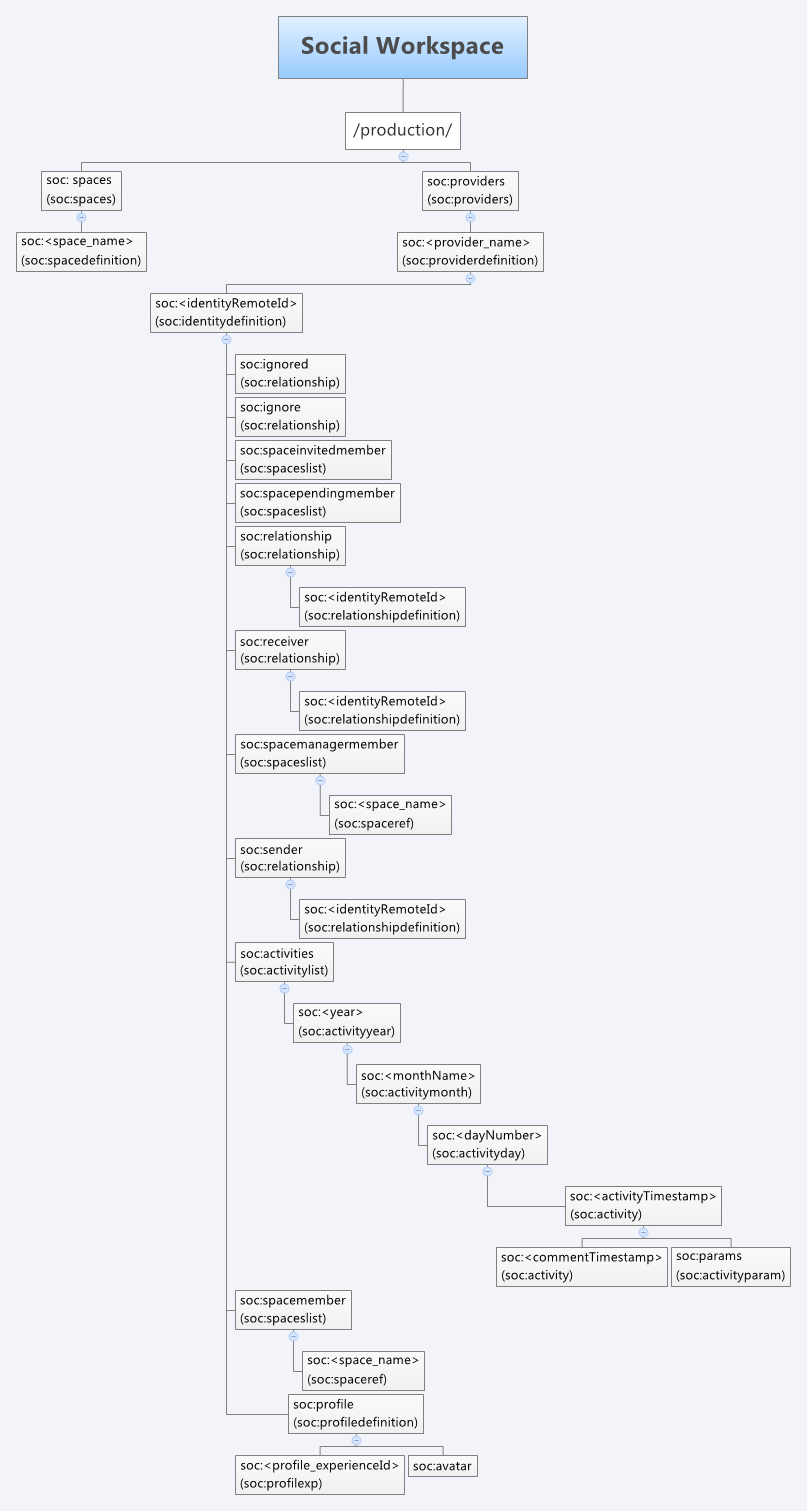 Social Workspace
/production/
soc: spaces
(soc:spaces)
soc:providers
(soc:providers)
soc:<space_name>
(soc:spacedefinition)
soc:<provider_name>
(soc:providerdefinition)
soc:<identityRemoteId>
(soc:identitydefinition)
soc:ignored
(soc:relationship)
soc:ignore
(soc:relationship)
soc:spaceinvitedmember
(soc:spaceslist)
soc:spacependingmember
(soc:spaceslist)
soc:relationship
(soc:relationship)
soc:<identityRemoteId>
(soc:relationshipdefinition)
soc:receiver
(soc:relationship)
soc:<identityRemoteId>
(soc:relationshipdefinition)
soc:spacemanagermember
(soc:spaceslist)
soc:<space_name>
(soc:spaceref)
soc:sender
(soc:relationship)
soc:<identityRemoteId>
(soc:relationshipdefinition)
soc:activities
(soc:activitylist)
soc:<year>
(soc:activityyear)
soc:<monthName>
(soc:activitymonth)
soc:<dayNumber>
(soc:activityday)
soc:<activityTimestamp>
(soc:activity)
soc:<commentTimestamp>
(soc:activity)
soc:params
(soc:activityparam)
soc:spacemember
(soc:spaceslist)
soc:<space_name>
(soc:spaceref)
soc:profile
(soc:profiledefinition)
soc:<profile_experienceId>
(soc:profilexp)
soc:avatar